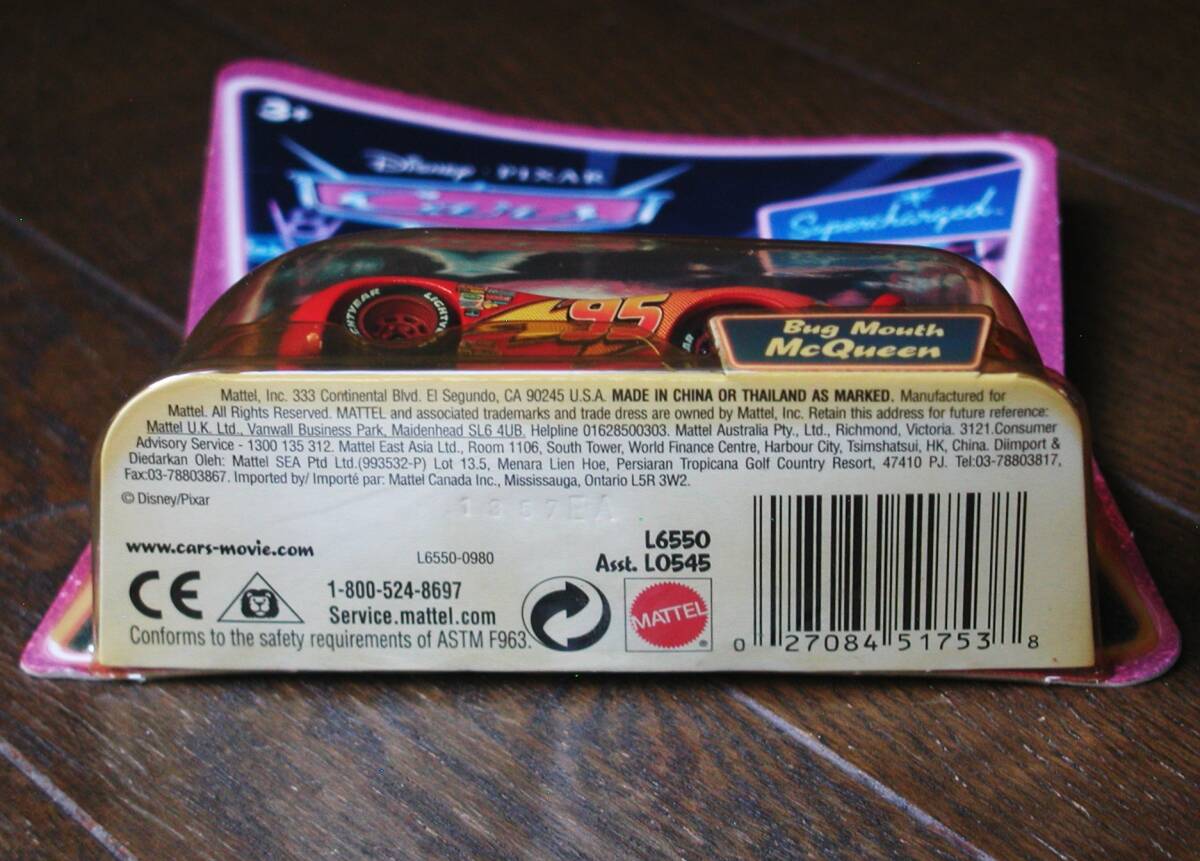 3+
Disney PIXAR
Cars
Supercharged
LIGHTYEAR
95
Bug Mouth
McQueen
Mattel, Inc. 333 Continental Blvd. El Segundo, CA 90245 U.S.A. MADE IN CHINA OR THAILAND AS MARKED. Manufactured for
Mattel. All Rights Reserved. MATTEL and associated trademarks and trade dress are owned by Mattel, Inc. Retain this address for future reference:
Mattel U.K. Ltd., Vanwall Business Park, Maidenhead SL6 4UB. Helpline 01628500303. Mattel Australia Pty., Ltd., Richmond, Victoria. 3121.Consumer
Advisory Service - 1300 135 312. Mattel East Asia Ltd., Room 1106, South Tower, World Finance Centre, Harbour City, Tsimshatsui, HK, China. Diimport &
Diedarkan Oleh: Mattel SEA Ptd Ltd.(993532-P) Lot 13.5, Menara Lien Hoe, Persiaran Tropicana Golf Country Resort, 47410 PJ. Tel:03-78803817,
Fax:03-78803867. Imported by/ Importé par: Mattel Canada Inc., Mississauga, Ontario L5R 3W2.
© Disney/Pixar
1857EA
www.cars-movie.com
L6550-0980
L6550
Asst. L0545
CE
1-800-524-8697
Service.mattel.com
Conforms to the safety requirements of ASTM F963.
MATTEL
0 27084 51753 8